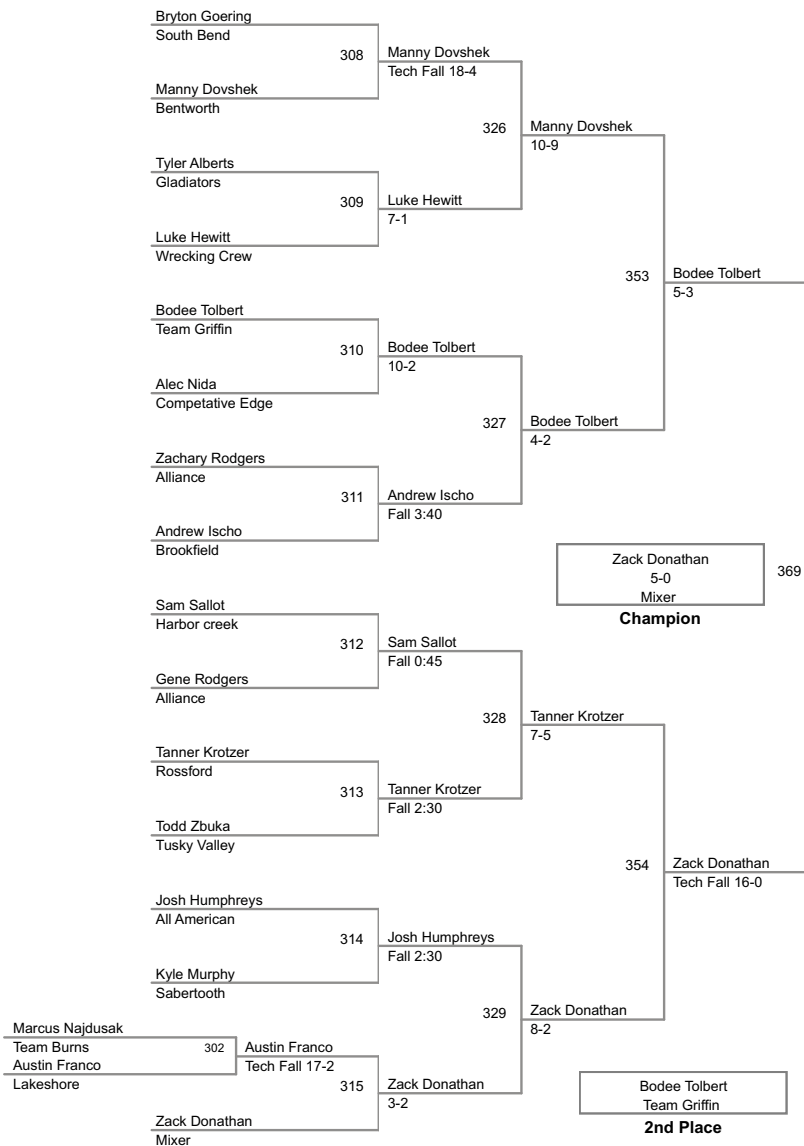 Bryton Goering
South Bend
308
Manny Dovshek
Tech Fall 18-4
Manny Dovshek
Bentworth
326
Manny Dovshek
10-9
Tyler Alberts
Gladiators
309
Luke Hewitt
7-1
Luke Hewitt
Wrecking Crew
353
Bodee Tolbert
5-3
Bodee Tolbert
Team Griffin
310
Bodee Tolbert
10-2
Alec Nida
Competative Edge
327
Bodee Tolbert
4-2
Zachary Rodgers
Alliance
311
Andrew Ischo
Fall 3:40
Andrew Ischo
Brookfield
Zack Donathan
5-0
Mixer
369
Champion
Sam Sallot
Harbor creek
312
Sam Sallot
Fall 0:45
Gene Rodgers
Alliance
328
Tanner Krotzer
7-5
Tanner Krotzer
Rossford
313
Tanner Krotzer
Fall 2:30
Todd Zbuka
Tusky Valley
354
Zack Donathan
Tech Fall 16-0
Josh Humphreys
All American
314
Josh Humphreys
Fall 2:30
Kyle Murphy
Sabertooth
329
Zack Donathan
8-2
Marcus Najdusak
Team Burns
302
Austin Franco
Tech Fall 17-2
Austin Franco
Lakeshore
315
Zack Donathan
3-2
Zack Donathan
Mixer
Bodee Tolbert
Team Griffin
2nd Place